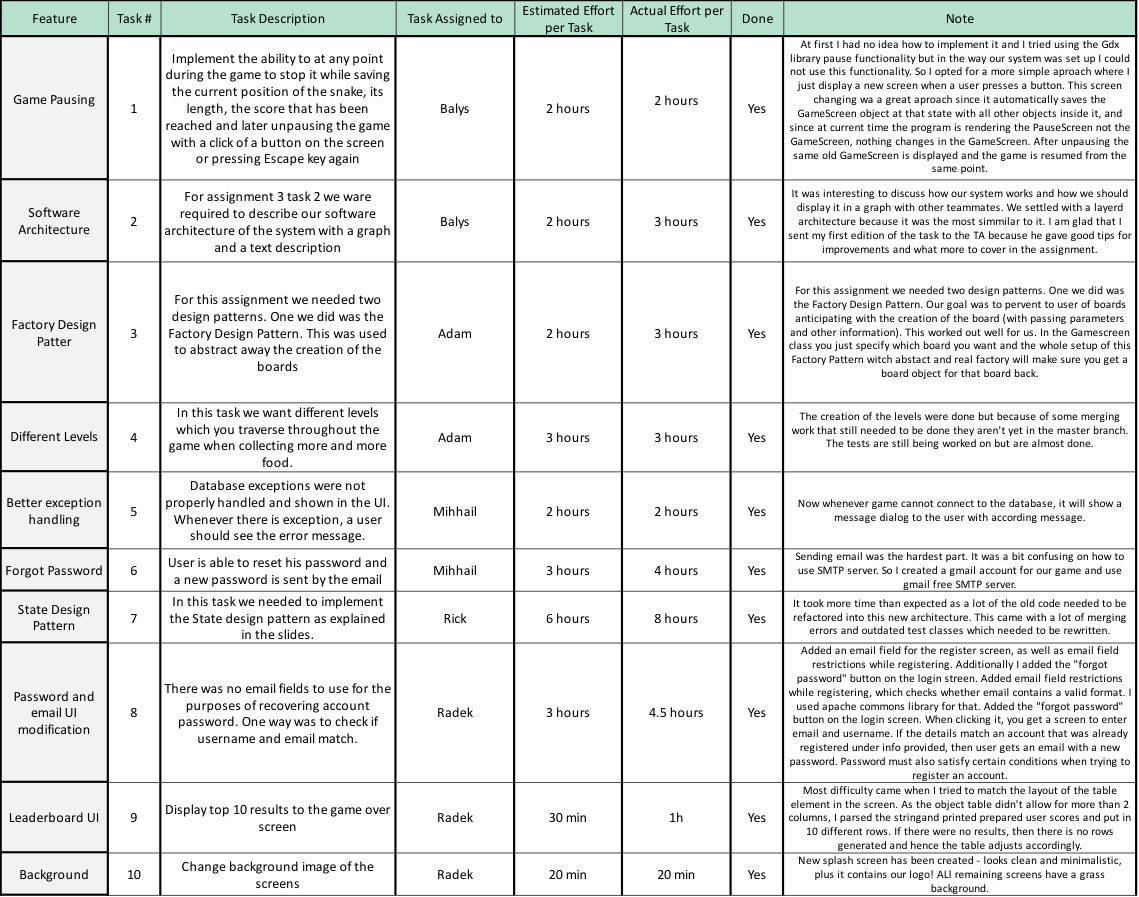 Feature
Task #
Task Description
Task Assigned to
Estimated Effort
per Task
Actual Effort per
Task
Done
Note
Game Pausing
1
Implement the ability to at any point
during the game to stop it while saving
the current position of the snake, its
length, the score that has been
reached and later unpausing the game
with a click of a button on the screen
or pressing Escape key again
Balys
2 hours
2 hours
Yes
At first I had no idea how to implement it and I tried using the Gdx
library pause functionality but in the way our system was set up I could
not use this functionality. So I opted for a more simple aproach where I
just display a new screen when a user presses a button. This screen
changing wa a great aproach since it automatically saves the
GameScreen object at that state with all other objects inside it, and
since at current time the program is rendering the PauseScreen not the
GameScreen, nothing changes in the GameScreen. After unpausing the
same old GameScreen is displayed and the game is resumed from the
same point.
Software
Architecture
2
For assignment 3 task 2 we ware
required to describe our software
architecture of the system with a graph
and a text description
Balys
2 hours
3 hours
Yes
It was interesting to discuss how our system works and how we should
display it in a graph with other teammates. We settled with a layerd
architecture because it was the most simmilar to it. I am glad that I
sent my first edition of the task to the TA because he gave good tips for
improvements and what more to cover in the assignment.
Factory Design
Patter
3
For this assignment we needed two
design patterns. One we did was the
Factory Design Pattern. This was used
to abstract away the creation of the
boards
Adam
2 hours
3 hours
Yes
For this assignment we needed two design patterns. One we did was
the Factory Design Pattern. Our goal was to pervent to user of boards
anticipating with the creation of the board (with passing parameters
and other information). This worked out well for us. In the Gamescreen
class you just specify which board you want and the whole setup of this
Factory Pattern witch abstact and real factory will make sure you get a
board object for that board back.
Different Levels
4
In this task we want different levels
which you traverse throughout the
game when collecting more and more
food.
Adam
3 hours
3 hours
Yes
The creation of the levels were done but because of some merging
work that still needed to be done they aren't yet in the master branch.
The tests are still being worked on but are almost done.
Better exception
handling
5
Database exceptions were not
properly handled and shown in the UI.
Whenever there is exception, a user
should see the error message.
Mihhail
2 hours
2 hours
Yes
Now whenever game cannot connect to the database, it will show a
message dialog to the user with according message.
Forgot Password
6
User is able to reset his password and
a new password is sent by the email
Mihhail
3 hours
4 hours
Yes
Sending email was the hardest part. It was a bit confusing on how to
use SMTP server. So I created a gmail account for our game and use
gmail free SMTP server.
State Design
Pattern
7
In this task we needed to implement
the State design pattern as explained
in the slides.
Rick
6 hours
8 hours
Yes
It took more time than expected as a lot of the old code needed to be
refactored into this new architecture. This came with a lot of merging
errors and outdated test classes which needed to be rewritten.
Password and
email UI
modification
8
There was no email fields to use for the
purposes of recovering account
password. One way was to check if
username and email match.
Radek
3 hours
4.5 hours
Yes
Added an email field for the register screen, as well as email field
restrictions while registering. Additionally I added the "forgot
password" button on the login streen. Added email field restrictions
while registering, which checks whether email contains a valid format. I
used apache commons library for that. Added the "forgot password"
button on the login screen. When clicking it, you get a screen to enter
email and username. If the details match an account that was already
registered under info provided, then user gets an email with a new
password. Password must also satisfy certain conditions when trying to
register an account.
Leaderboard UI
9
Display top 10 results to the game over
screen
Radek
30 min
1h
Yes
Most difficulty came when I tried to match the layout of the table
element in the screen. As the object table didn't allow for more than 2
columns, I parsed the stringand printed prepared user scores and put in
10 different rows. If there were no results, then there is no rows
generated and hence the table adjusts accordingly.
Background
10
Change background image of the
screens
Radek
20 min
20 min
Yes
New splash screen has been created - looks clean and minimalistic,
plus it contains our logo! ALl remaining screens have a grass
background.